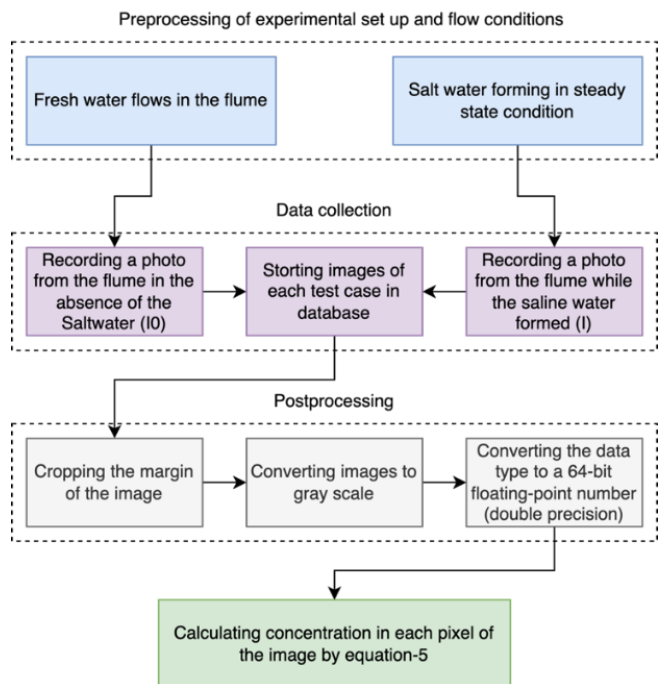 Preprocessing of experimental set up and flow conditions
Fresh water flows in the flume
Salt water forming in steady
state condition
Data collection
Recording a photo
from the flume in the
absence of the
Saltwater (I0)
Storting images of
each test case in
database
Recording a photo
from the flume while
the saline water
formed (I)
Postprocessing
Cropping the margin
of the image
Converting images to
gray scale
Converting the data
type to a 64-bit
floating-point number
(double precision)
Calculating concentration in each pixel of
the image by equation-5